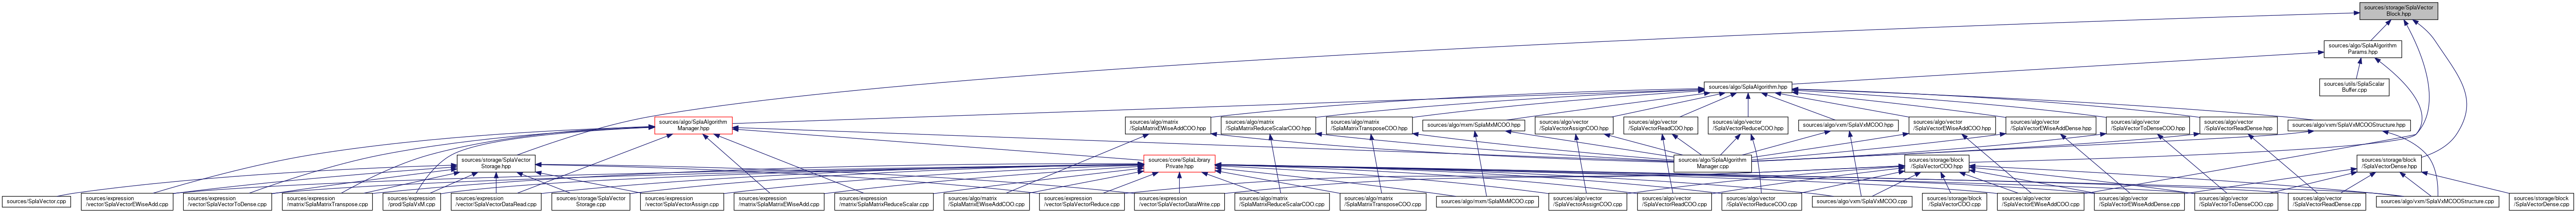 sources/storage/SplaVector
Block.hpp
sources/algo/SplaAlgorithm
Params.hpp
sources/algo/SplaAlgorithm.hpp
sources/utils/SplaScalar
Buffer.cpp
sources/algo/SplaAlgorithm
Manager.hpp
sources/algo/matrix
/SplaMatrixEWiseAddCOO.hpp
sources/algo/matrix
/SplaMatrixReduceScalarCOO.hpp
sources/algo/matrix
/SplaMatrixTransposeCOO.hpp
sources/algo/mxm/SplaMxMCOO.hpp
sources/algo/vector
/SplaVectorAssignCOO.hpp
sources/algo/vector
/SplaVectorReadCOO.hpp
sources/algo/vector
/SplaVectorReduceCOO.hpp
sources/algo/vxm/SplaVxMCOO.hpp
sources/algo/vector
/SplaVectorEWiseAddCOO.hpp
sources/algo/vector
/SplaVectorEWiseAddDense.hpp
sources/algo/vector
/SplaVectorToDenseCOO.hpp
sources/algo/vector
/SplaVectorReadDense.hpp
sources/algo/vxm/SplaVxMCOOStructure.hpp
sources/storage/SplaVector
Storage.hpp
sources/core/SplaLibrary
Private.hpp
sources/algo/SplaAlgorithm
Manager.cpp
sources/storage/block
/SplaVectorCOO.hpp
sources/storage/block
/SplaVectorDense.hpp
sources/SplaVector.cpp
sources/expression
/vector/SplaVectorEWiseAdd.cpp
sources/expression
/vector/SplaVectorToDense.cpp
sources/expression
/matrix/SplaMatrixTranspose.cpp
sources/expression
/prod/SplaVxM.cpp
sources/expression
/vector/SplaVectorDataRead.cpp
sources/storage/SplaVector
Storage.cpp
sources/expression
/vector/SplaVectorAssign.cpp
sources/expression
/matrix/SplaMatrixEWiseAdd.cpp
sources/expression
/matrix/SplaMatrixReduceScalar.cpp
sources/algo/matrix
/SplaMatrixEWiseAddCOO.cpp
sources/expression
/vector/SplaVectorReduce.cpp
sources/expression
/vector/SplaVectorDataWrite.cpp
sources/algo/matrix
/SplaMatrixReduceScalarCOO.cpp
sources/algo/matrix
/SplaMatrixTransposeCOO.cpp
sources/algo/mxm/SplaMxMCOO.cpp
sources/algo/vector
/SplaVectorAssignCOO.cpp
sources/algo/vector
/SplaVectorReadCOO.cpp
sources/algo/vector
/SplaVectorReduceCOO.cpp
sources/algo/vxm/SplaVxMCOO.cpp
sources/storage/block
/SplaVectorCOO.cpp
sources/algo/vector
/SplaVectorEWiseAddCOO.cpp
sources/algo/vector
/SplaVectorEWiseAddDense.cpp
sources/algo/vector
/SplaVectorToDenseCOO.cpp
sources/algo/vector
/SplaVectorReadDense.cpp
sources/algo/vxm/SplaVxMCOOStructure.cpp
sources/storage/block
/SplaVectorDense.cpp